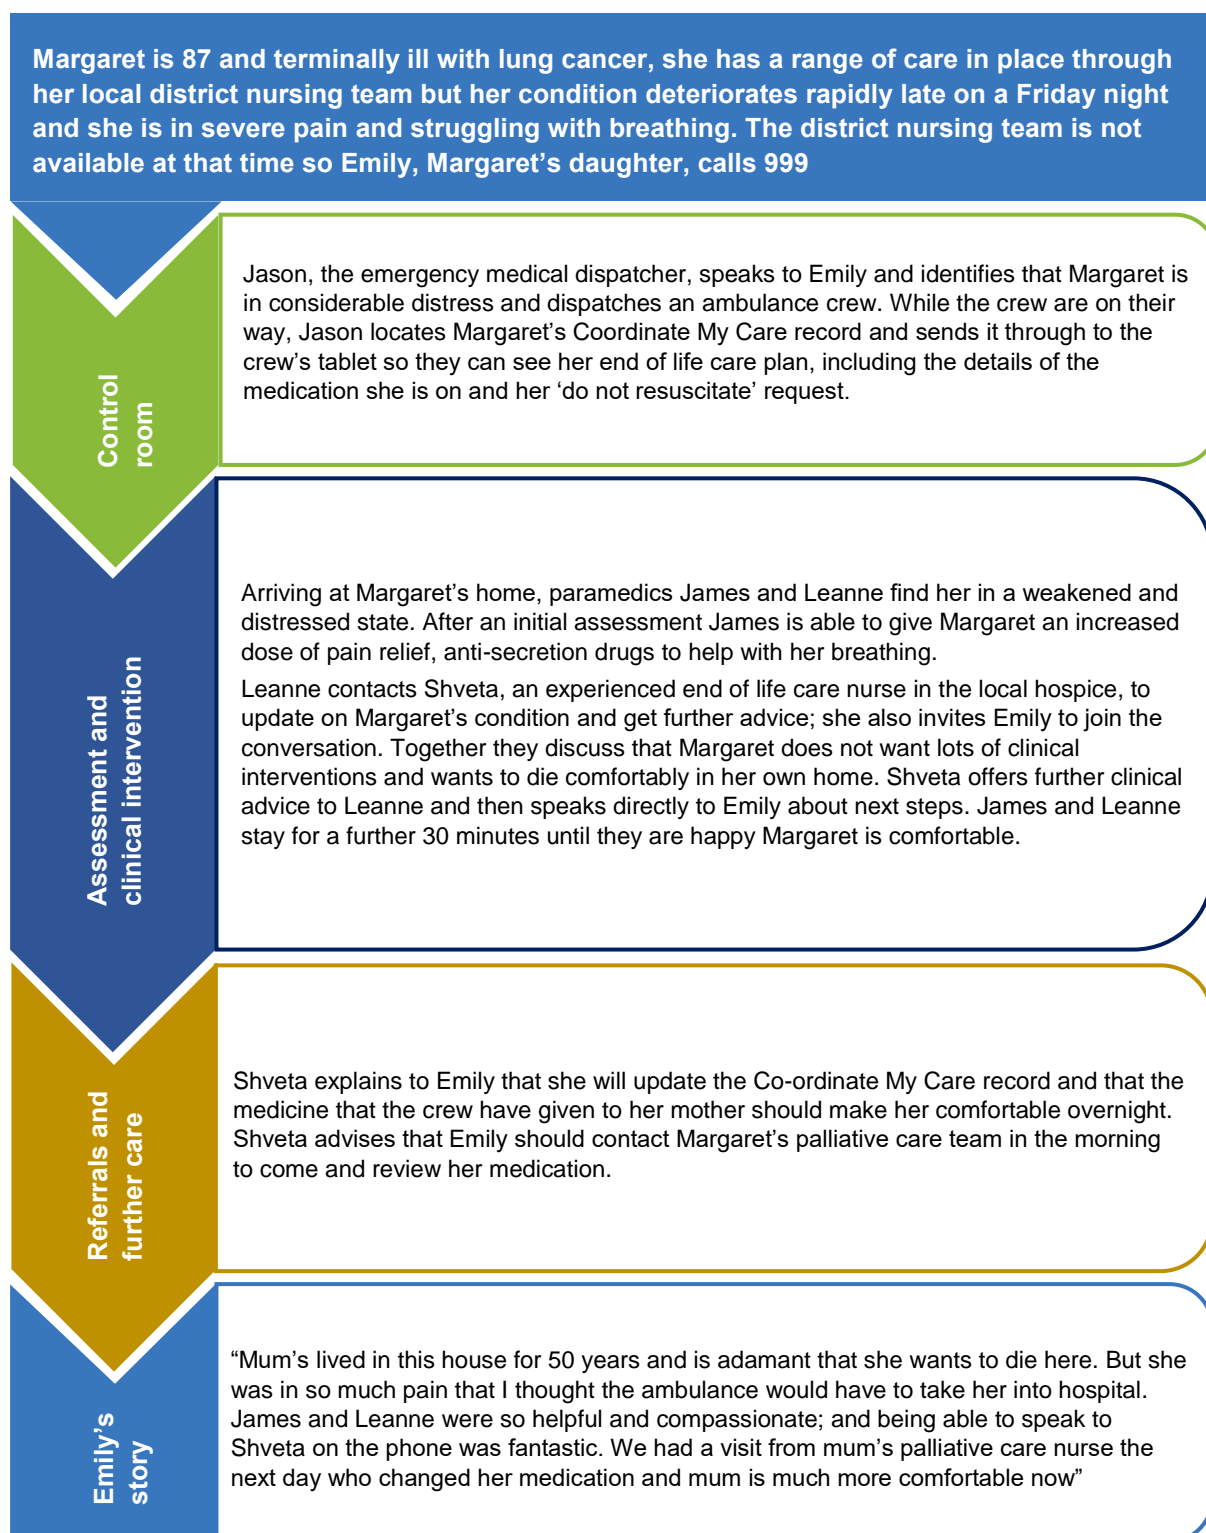 Margaret is 87 and terminally ill with lung cancer, she has a range of care in place through
her local district nursing team but her condition deteriorates rapidly late on a Friday night
and she is in severe pain and struggling with breathing. The district nursing team is not
available at that time so Emily, Margaret’s daughter, calls 999
Control
room
Jason, the emergency medical dispatcher, speaks to Emily and identifies that Margaret is
in considerable distress and dispatches an ambulance crew. While the crew are on their
way, Jason locates Margaret’s Coordinate My Care record and sends it through to the
crew’s tablet so they can see her end of life care plan, including the details of the
medication she is on and her ‘do not resuscitate’ request.
Assessment and
clinical intervention
Arriving at Margaret’s home, paramedics James and Leanne find her in a weakened and
distressed state. After an initial assessment James is able to give Margaret an increased
dose of pain relief, anti-secretion drugs to help with her breathing.
Leanne contacts Shveta, an experienced end of life care nurse in the local hospice, to
update on Margaret’s condition and get further advice; she also invites Emily to join the
conversation. Together they discuss that Margaret does not want lots of clinical
interventions and wants to die comfortably in her own home. Shveta offers further clinical
advice to Leanne and then speaks directly to Emily about next steps. James and Leanne
stay for a further 30 minutes until they are happy Margaret is comfortable.
Referrals and
further care
Shveta explains to Emily that she will update the Co-ordinate My Care record and that the
medicine that the crew have given to her mother should make her comfortable overnight.
Shveta advises that Emily should contact Margaret’s palliative care team in the morning
to come and review her medication.
Emily’s
story
“Mum’s lived in this house for 50 years and is adamant that she wants to die here. But she
was in so much pain that I thought the ambulance would have to take her into hospital.
James and Leanne were so helpful and compassionate; and being able to speak to
Shveta on the phone was fantastic. We had a visit from mum’s palliative care nurse the
next day who changed her medication and mum is much more comfortable now”